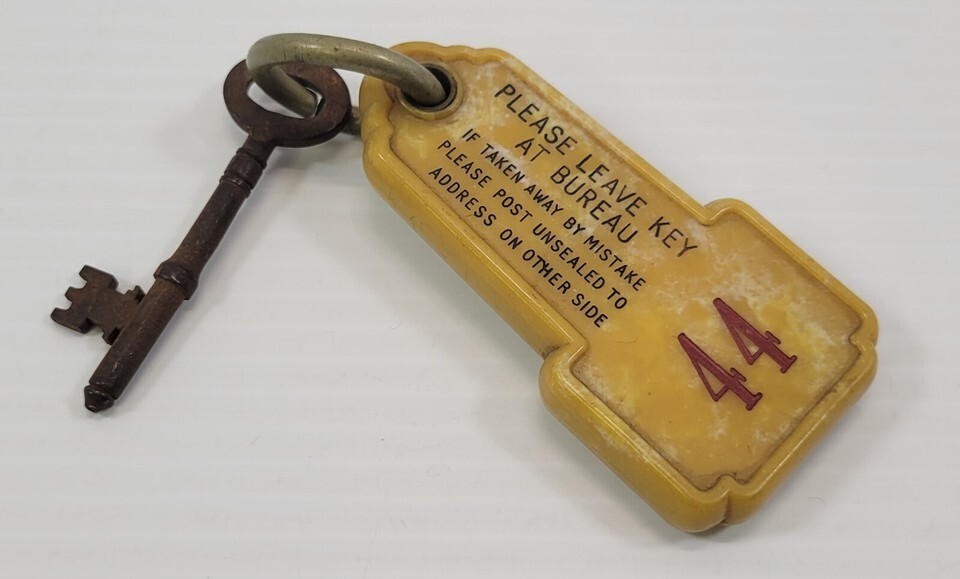 PLEASE LEAVE KEY
AT BUREAU
IF TAKEN AWAY BY MISTAKE
PLEASE POST UNSEALED TO
ADDRESS ON OTHER SIDE
44